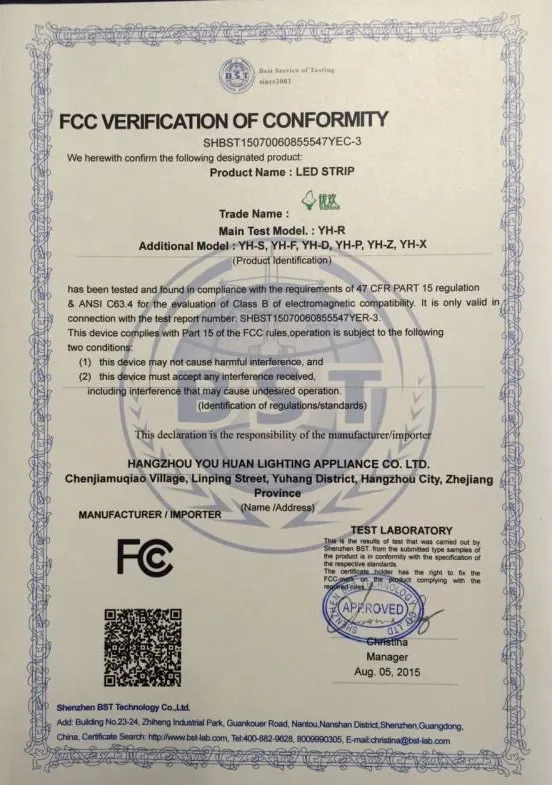 BST
Best Service of Testing
since2003
FCC VERIFICATION OF CONFORMITY
SHBST15070060855547YEC-3
We herewith confirm the following designated product:
Product Name : LED STRIP
Trade Name :
Main Test Model. : YH-R
Additional Model : YH-S, YH-F, YH-D, YH-P, YH-Z, YH-X
(Product Identification)
has been tested and found in compliance with the requirements of 47 CFR PART 15 regulation
& ANSI C63.4 for the evaluation of Class B of electromagnetic compatibility. It is only valid in
connection with the test report number: SHBST15070060855547YER-3.
This device complies with Part 15 of the FCC rules,operation is subject to the following
two conditions:
(1) this device may not cause harmful interference, and
(2) this device must accept any interference received,
including interference that may cause undesired operation.
(Identification of regulations/standards)
BST
This declaration is the responsibility of the manufacturer/importer
HANGZHOU YOU HUAN LIGHTING APPLIANCE CO. LTD.
Chenjiamuqiao Village, Linping Street, Yuhang District, Hangzhou City, Zhejiang
Province
(Name /Address)
MANUFACTURER / IMPORTER
FCC
TEST LABORATORY
This is the results of test that was carried out by
Shenzhen BST. from the submitted type samples of
the product is in conformity with the specification of
the respective standards.
The certificate holder has the right to fix the
FCC-mark on the product complying with the
required rules.
APPROVED
Christina
Manager
Aug. 05, 2015
Shenzhen BST Technology Co.,Ltd.
Add: Building No.23-24, Zhiheng Industrial Park, Guankouer Road, Nantou,Nanshan District,Shenzhen,Guangdong,
China, Certificate Search: http://www.bst-lab.com, Tel:400-882-9628, 8009990305, E-mail:christina@bst-lab.com